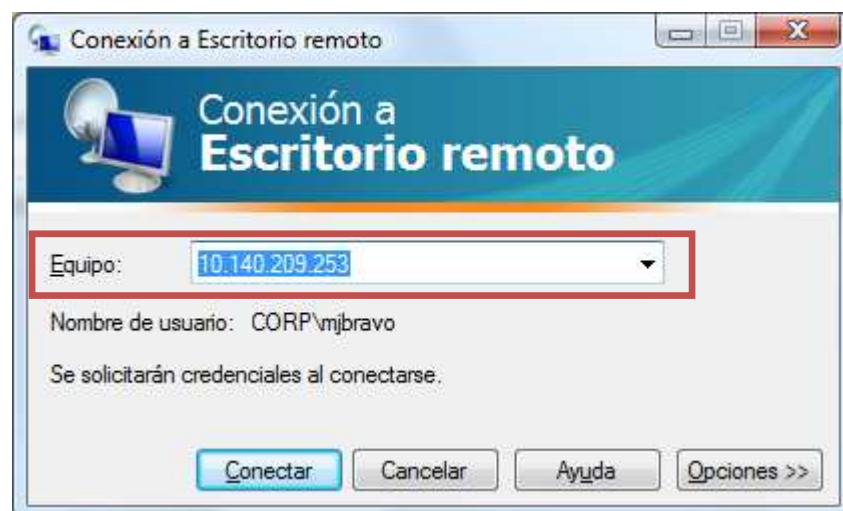 Conexión a Escritorio remoto
Conexión a
Escritorio remoto
Equipo: 10.140.209.253
Nombre de usuario: CORP\mjbravo
Se solicitarán credenciales al conectarse.
Conectar Cancelar Ayuda Opciones >>